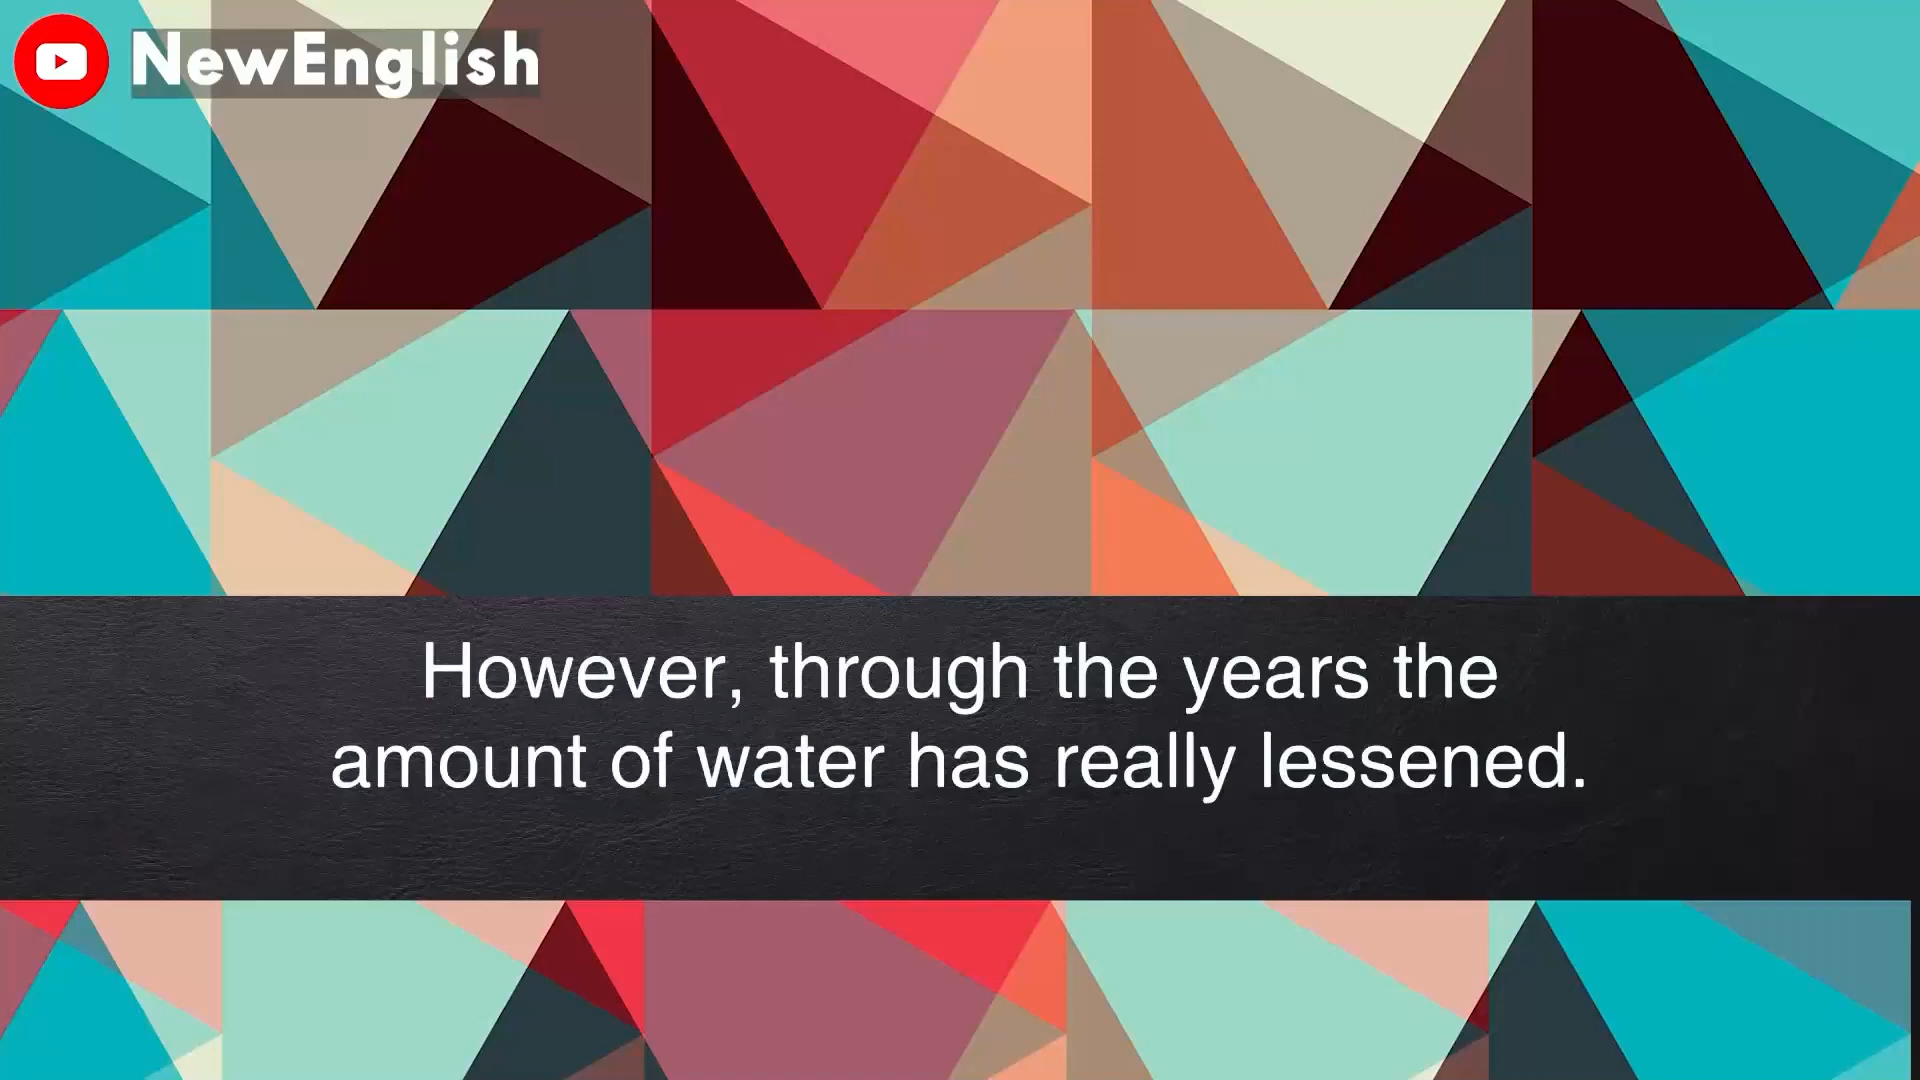 NewEnglish
However, through the years the
amount of water has really lessened.